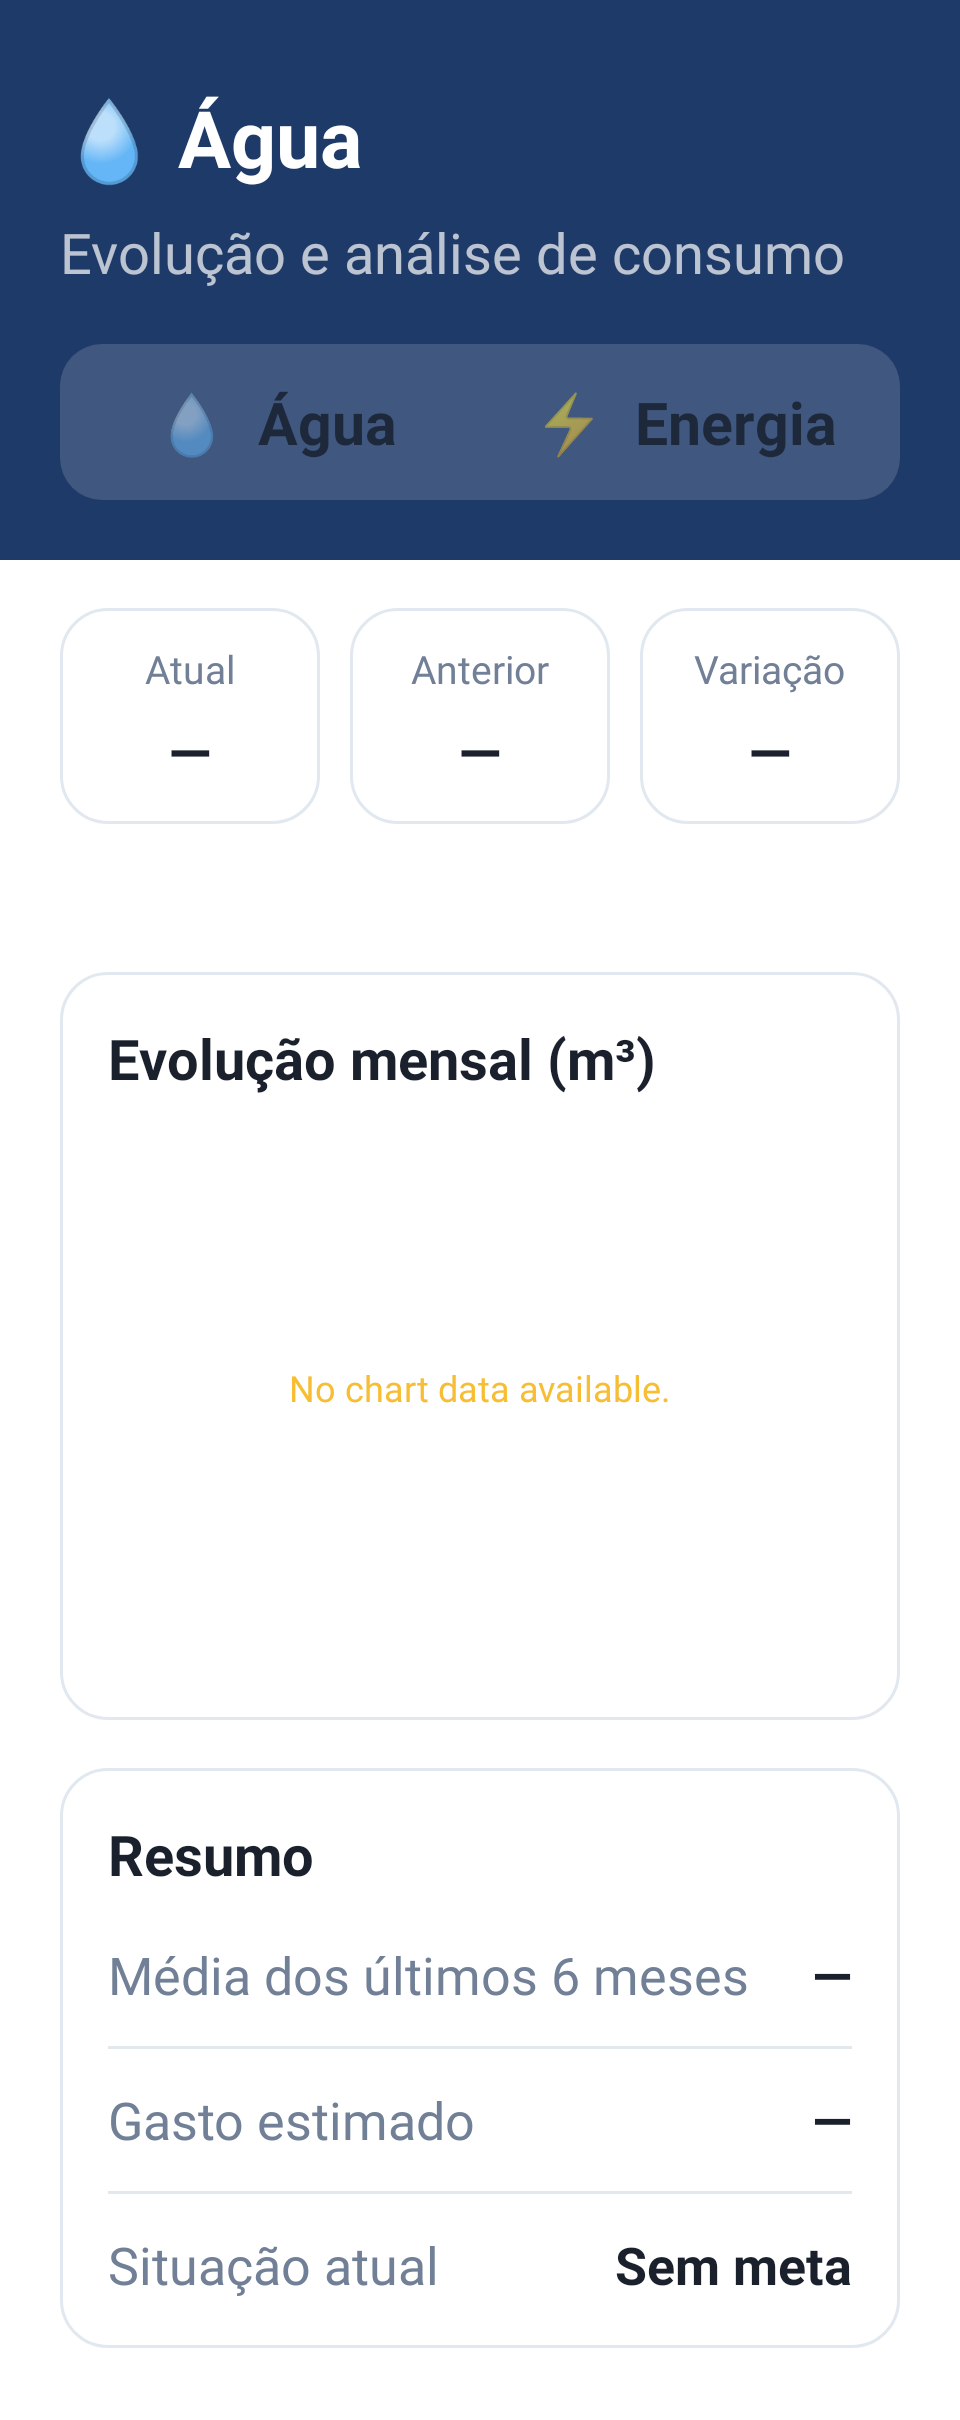 💧 Água
Evolução e análise de consumo
💧 Água ⚡ Energia
Atual Anterior Variação
— — —
Evolução mensal (m³)
No chart data available.
Resumo
Média dos últimos 6 meses —
Gasto estimado —
Situação atual Sem meta